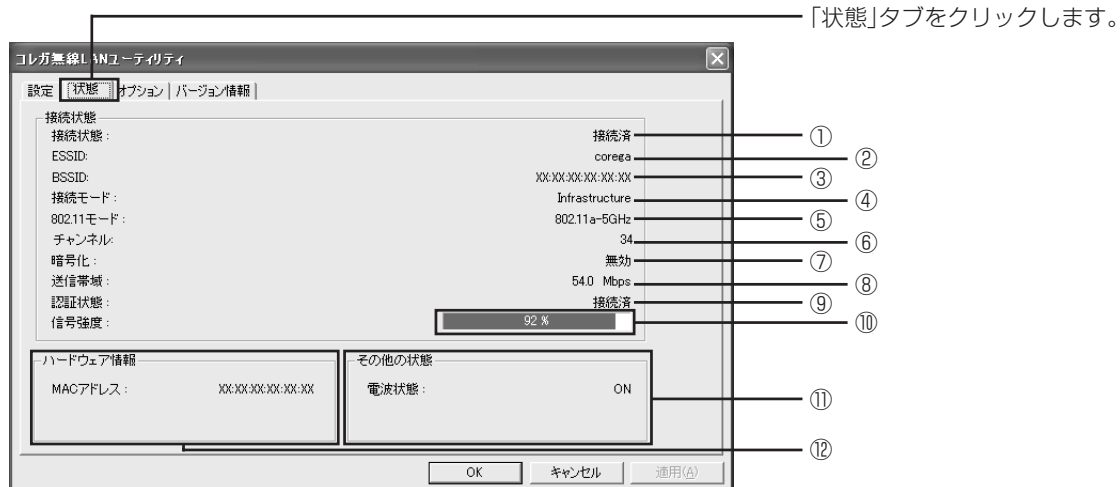 「状態」タブをクリックします。
コレガ無線LANユーティリティ
設定 状態 オプション バージョン情報
接続状態
接続状態： 接続済 ①
ESSID: corega ②
BSSID: XX:XX:XX:XX:XX:XX ③
接続モード： Infrastructure ④
802.11モード： 802.11a-5GHz ⑤
チャンネル: 34 ⑥
暗号化： 無効 ⑦
送信帯域： 54.0 Mbps ⑧
認証状態： 接続済 ⑨
信号強度： 92 % ⑩
ハードウェア情報 その他の状態
MACアドレス： XX:XX:XX:XX:XX:XX 電波状態： ON ⑪
⑫
OK キャンセル 適用(A)